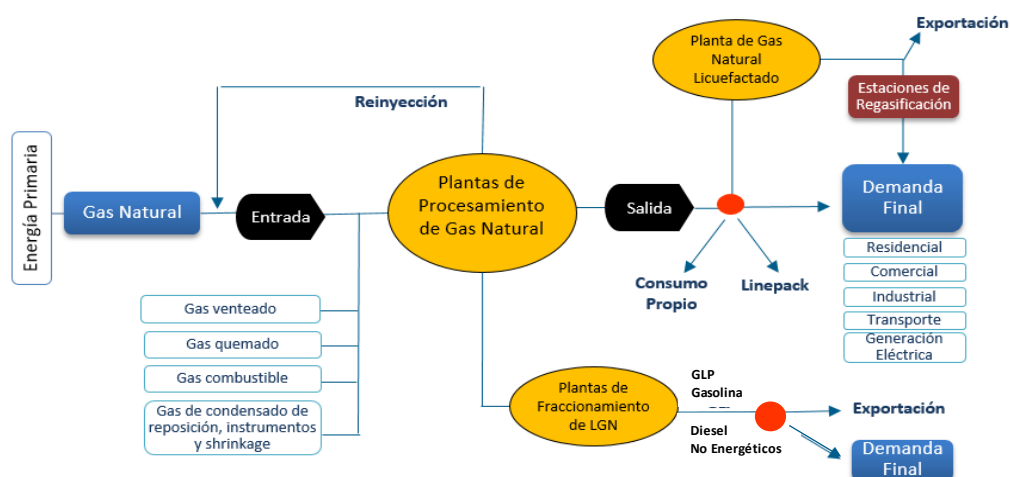 Energía Primaria
Gas Natural
Reinyección
Entrada
Gas venteado
Gas quemado
Gas combustible
Gas de condensado de
reposición, instrumentos
y shrinkage
Plantas de
Procesamiento
de Gas Natural
Salida
Planta de Gas
Natural
Licuefactado
Exportación
Estaciones de
Regasificación
Consumo
Propio
Linepack
Demanda
Final
Residencial
Comercial
Industrial
Transporte
Generación
Eléctrica
Plantas de
Fraccionamiento
de LGN
GLP
Gasolina
Diesel
No Energéticos
Exportación
Demanda
Final